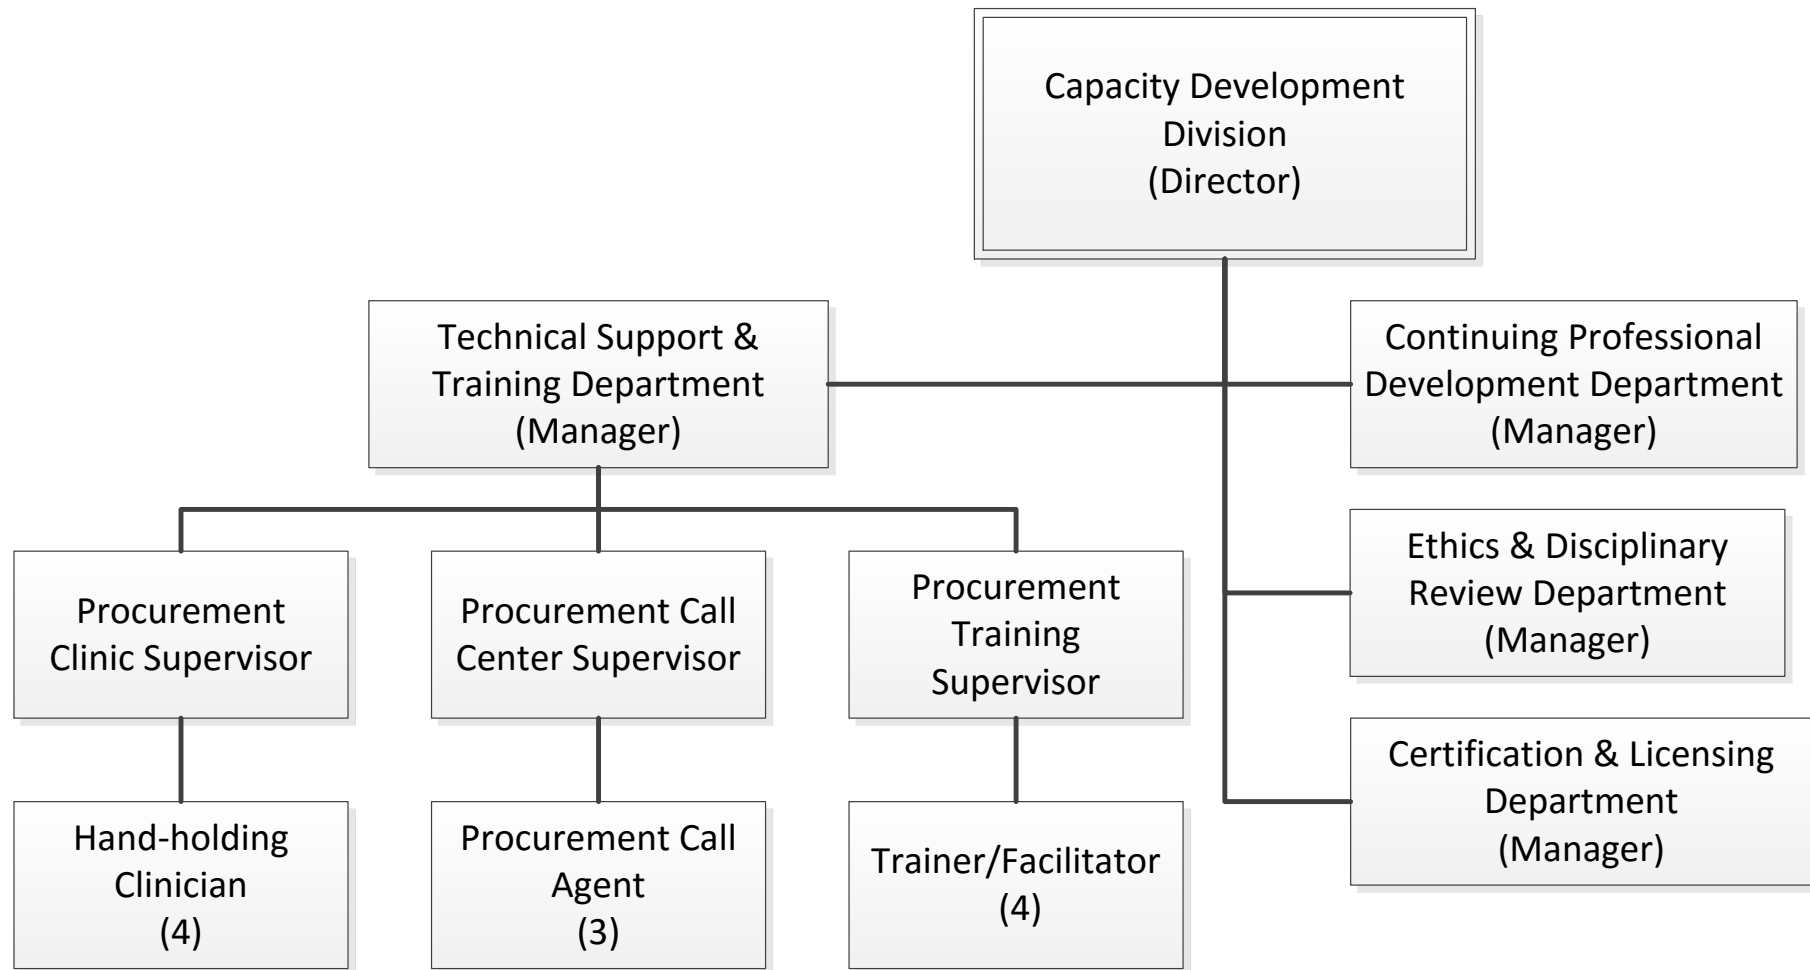 Capacity Development
Division
(Director)
Technical Support &
Training Department
(Manager)
Continuing Professional
Development Department
(Manager)
Procurement
Clinic Supervisor
Procurement Call
Center Supervisor
Procurement
Training
Supervisor
Ethics & Disciplinary
Review Department
(Manager)
Certification & Licensing
Department
(Manager)
Hand-holding
Clinician
(4)
Procurement Call
Agent
(3)
Trainer/Facilitator
(4)